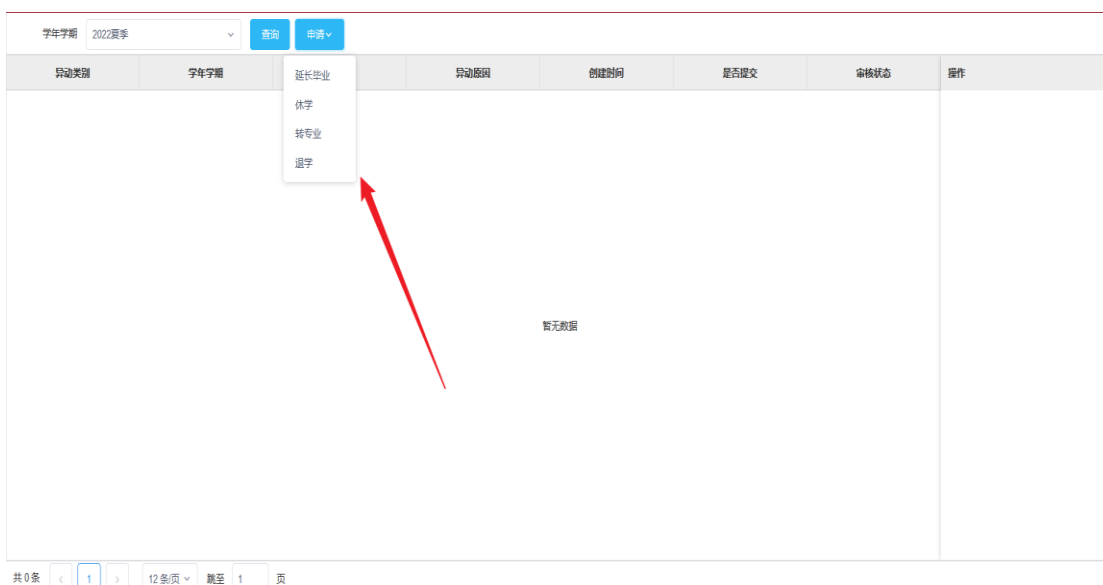 学年学期 2022夏季 查询 申请
异动类别 学年学期 异动原因 创建时间 是否提交 审核状态 操作
延长毕业
休学
转专业
退学
暂无数据
共0条 1 12条/页 跳至 1 页